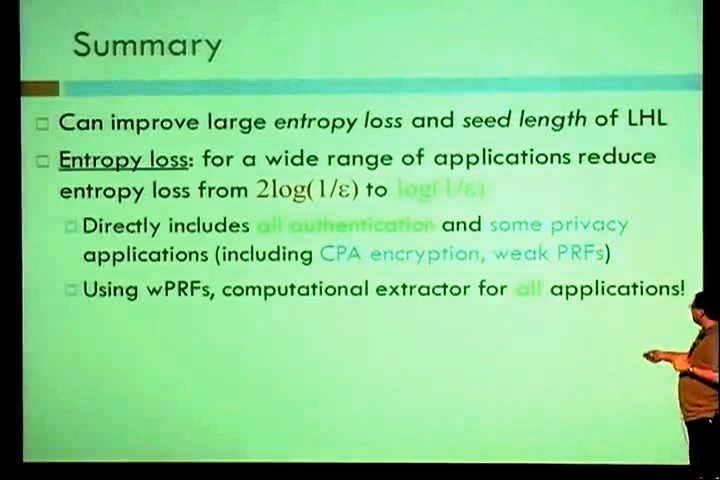 Summary
Can improve large entropy loss and seed length of LHL
Entropy loss: for a wide range of applications reduce
entropy loss from 2log(1/ε) to log(1/ε)
Directly includes all authentication and some privacy
applications (including CPA encryption, weak PRFs)
Using wPRFs, computational extractor for all applications!